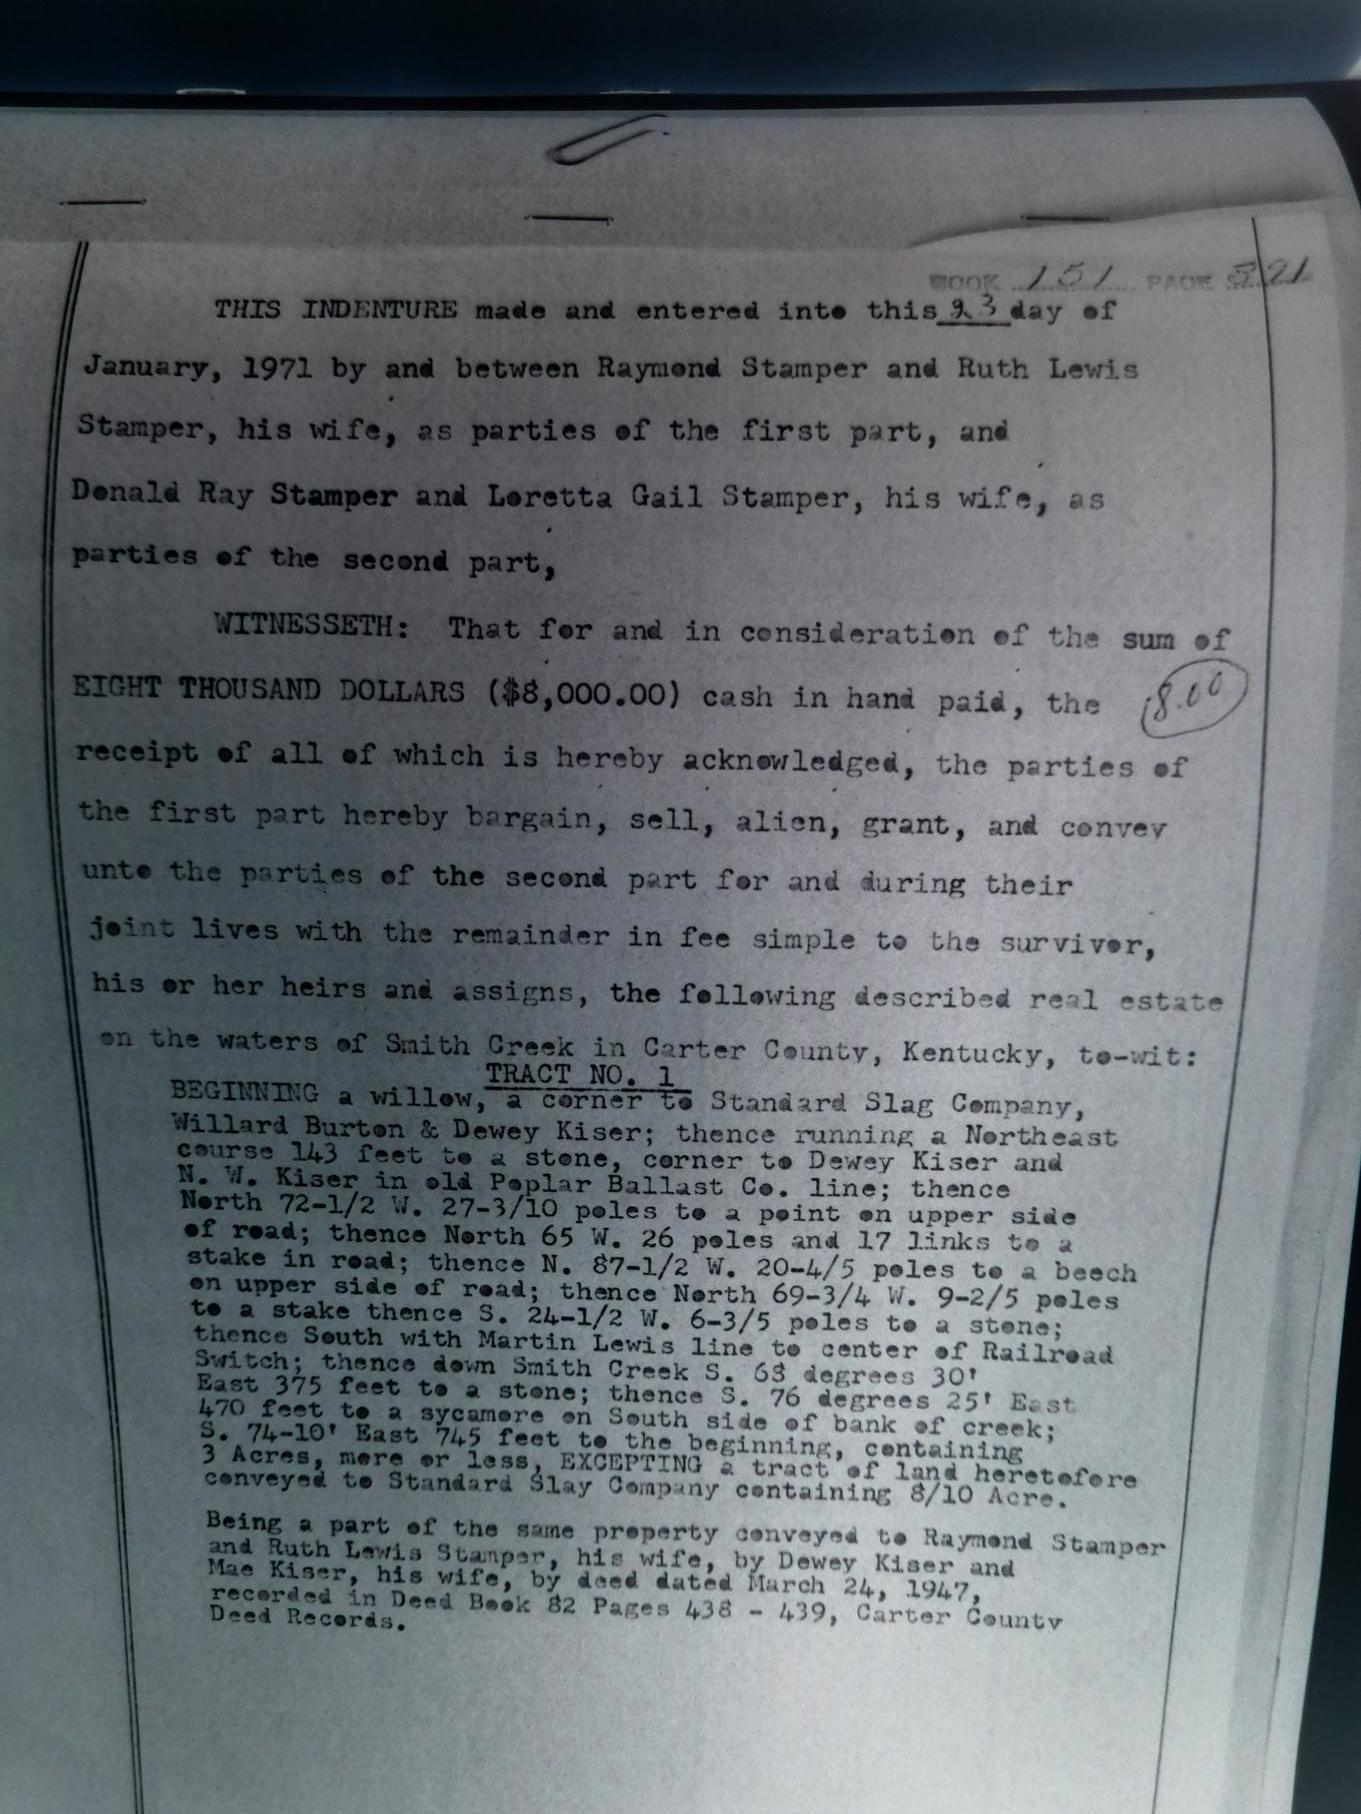 BOOK 151 PAGE 321
THIS INDENTURE made and entered into this 23 day of
January, 1971 by and between Raymond Stamper and Ruth Lewis
Stamper, his wife, as parties of the first part, and
Donald Ray Stamper and Loretta Gail Stamper, his wife, as
parties of the second part,
WITNESSETH: That for and in consideration of the sum of
EIGHT THOUSAND DOLLARS ($8,000.00) cash in hand paid, the 8.00
receipt of all of which is hereby acknowledged, the parties of
the first part hereby bargain, sell, alien, grant, and convey
unto the parties of the second part for and during their
joint lives with the remainder in fee simple to the survivor,
his or her heirs and assigns, the following described real estate
on the waters of Smith Creek in Carter County, Kentucky, to-wit:
TRACT NO. 1
BEGINNING a willow, a corner to Standard Slag Company,
Willard Burton & Dewey Kiser; thence running a Northeast
course 143 feet to a stone, corner to Dewey Kiser and
N. W. Kiser in old Poplar Ballast Co. line; thence
North 72-1/2 W. 27-3/10 poles to a point on upper side
of road; thence North 65 W. 26 poles and 17 links to a
stake in road; thence N. 87-1/2 W. 20-4/5 poles to a beech
on upper side of road; thence North 69-3/4 W. 9-2/5 poles
to a stake thence S. 24-1/2 W. 6-3/5 poles to a stone;
thence South with Martin Lewis line to center of Railroad
Switch; thence down Smith Creek S. 68 degrees 30'
East 375 feet to a stone; thence S. 76 degrees 25' East
470 feet to a sycamore on South side of bank of creek;
S. 74-10' East 745 feet to the beginning, containing
3 Acres, more or less, EXCEPTING a tract of land heretofore
conveyed to Standard Slay Company containing 8/10 Acre.
Being a part of the same property conveyed to Raymond Stamper
and Ruth Lewis Stamper, his wife, by Dewey Kiser and
Mae Kiser, his wife, by deed dated March 24, 1947,
recorded in Deed Book 82 Pages 438 - 439, Carter County
Deed Records.